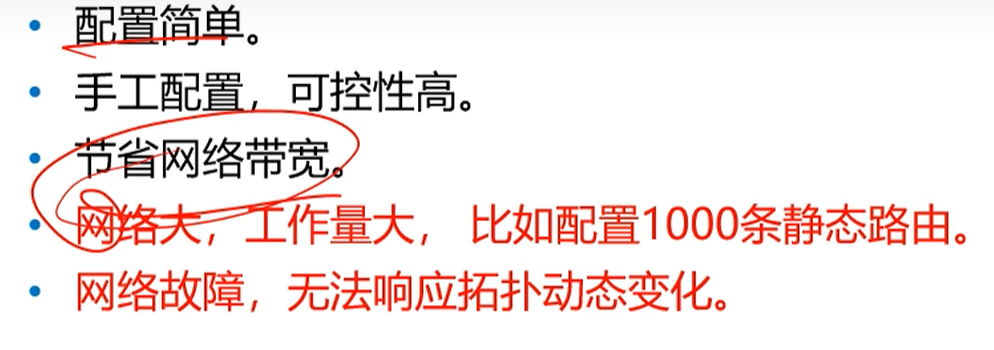 • 配置简单。
• 手工配置，可控性高。
• 节省网络带宽。
• 网络大，工作量大， 比如配置1000条静态路由。
• 网络故障，无法响应拓扑动态变化。